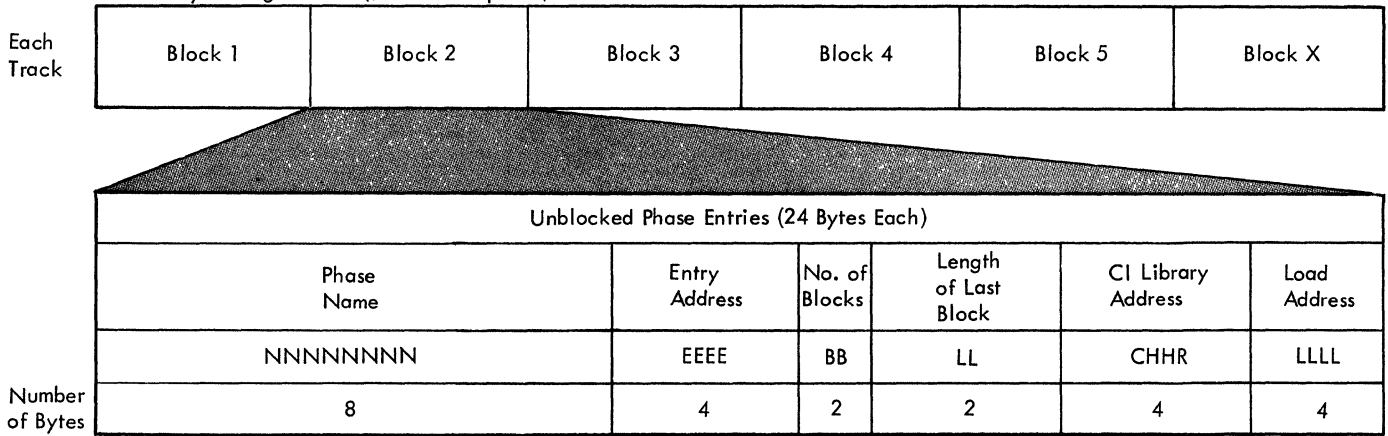 Each
Track
Block 1 Block 2 Block 3 Block 4 Block 5 Block X
Unblocked Phase Entries (24 Bytes Each)
Phase
Name
Entry
Address
No. of
Blocks
Length
of Last
Block
CI Library
Address
Load
Address
NNNNNNNN EEEE BB LL CHHR LLLL
Number
of Bytes
8 4 2 2 4 4